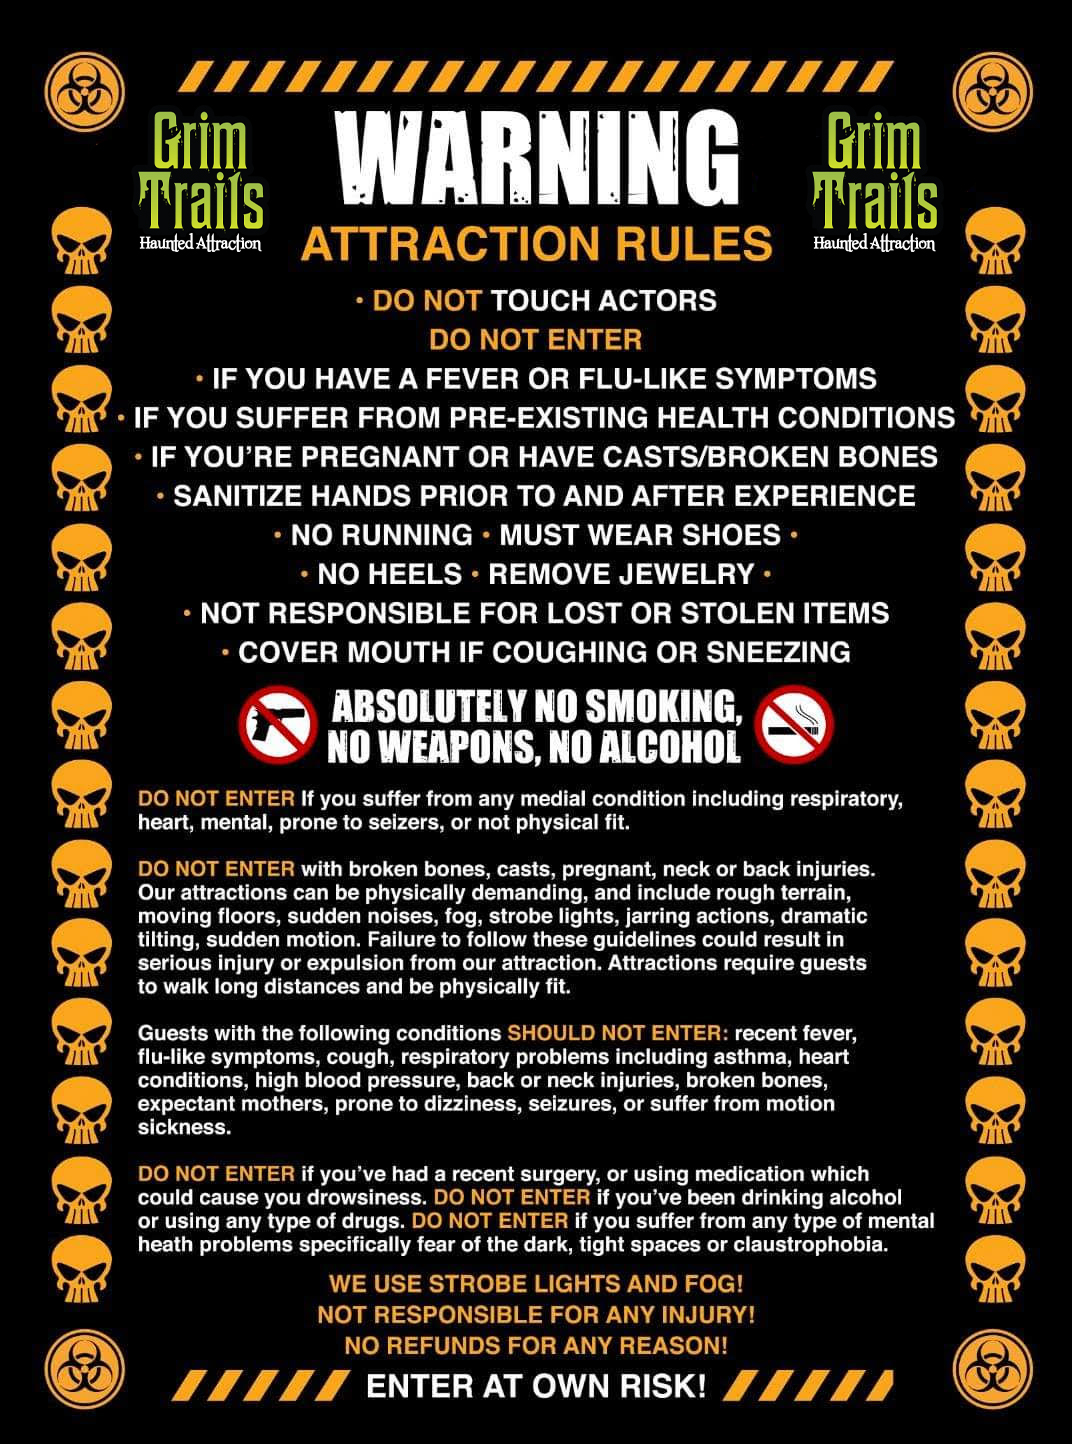 Grim
Trails
Haunted Attraction
WARNING
Grim
Trails
Haunted Attraction
ATTRACTION RULES
• DO NOT TOUCH ACTORS
DO NOT ENTER
• IF YOU HAVE A FEVER OR FLU-LIKE SYMPTOMS
• IF YOU SUFFER FROM PRE-EXISTING HEALTH CONDITIONS
• IF YOU'RE PREGNANT OR HAVE CASTS/BROKEN BONES
• SANITIZE HANDS PRIOR TO AND AFTER EXPERIENCE
• NO RUNNING • MUST WEAR SHOES •
• NO HEELS • REMOVE JEWELRY •
• NOT RESPONSIBLE FOR LOST OR STOLEN ITEMS
• COVER MOUTH IF COUGHING OR SNEEZING
ABSOLUTELY NO SMOKING,
NO WEAPONS, NO ALCOHOL
DO NOT ENTER If you suffer from any medial condition including respiratory,
heart, mental, prone to seizers, or not physical fit.
DO NOT ENTER with broken bones, casts, pregnant, neck or back injuries.
Our attractions can be physically demanding, and include rough terrain,
moving floors, sudden noises, fog, strobe lights, jarring actions, dramatic
tilting, sudden motion. Failure to follow these guidelines could result in
serious injury or expulsion from our attraction. Attractions require guests
to walk long distances and be physically fit.
Guests with the following conditions SHOULD NOT ENTER: recent fever,
flu-like symptoms, cough, respiratory problems including asthma, heart
conditions, high blood pressure, back or neck injuries, broken bones,
expectant mothers, prone to dizziness, seizures, or suffer from motion
sickness.
DO NOT ENTER if you've had a recent surgery, or using medication which
could cause you drowsiness. DO NOT ENTER if you've been drinking alcohol
or using any type of drugs. DO NOT ENTER if you suffer from any type of mental
heath problems specifically fear of the dark, tight spaces or claustrophobia.
WE USE STROBE LIGHTS AND FOG!
NOT RESPONSIBLE FOR ANY INJURY!
NO REFUNDS FOR ANY REASON!
ENTER AT OWN RISK!